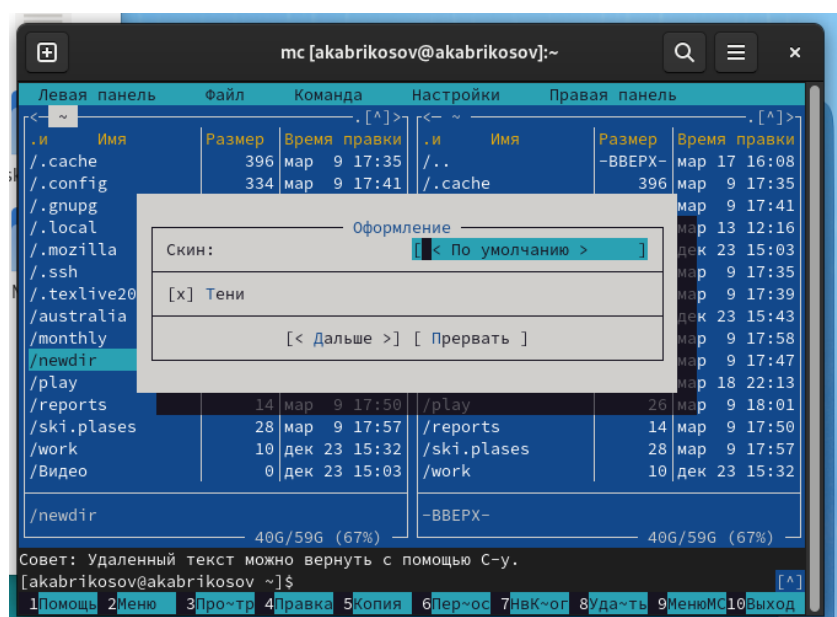 mc [akabrikosov@akabrikosov]:~
Левая панель Файл Команда Настройки Правая панель
<— ~ .[^]> <— ~ .[^]>
.и Имя Размер Время правки .и Имя Размер Время правки
/.cache 396 мар 9 17:35 /.. -ВВЕРХ- мар 17 16:08
/.config 334 мар 9 17:41 /.cache 396 мар 9 17:35
/.gnupg мар 9 17:41
/.local Оформление мар 13 12:16
/.mozilla Скин: [ < По умолчанию > ] дек 23 15:03
/.ssh мар 9 17:35
/.texlive20 [x] Тени мар 9 17:39
/australia дек 23 15:43
/monthly [< Дальше >] [ Прервать ] мар 9 17:58
/newdir мар 9 17:47
/play мар 18 22:13
/reports 14 мар 9 17:50 /play 26 мар 9 18:01
/ski.plases 28 мар 9 17:57 /reports 14 мар 9 17:50
/work 10 дек 23 15:32 /ski.plases 28 мар 9 17:57
/Видео 0 дек 23 15:03 /work 10 дек 23 15:32
/newdir -ВВЕРХ-
40G/59G (67%) 40G/59G (67%)
Совет: Удаленный текст можно вернуть с помощью C-y.
[akabrikosov@akabrikosov ~]$ [^]
1Помощь 2Меню 3Про~тр 4Правка 5Копия 6Пер~ос 7НвК~ог 8Уда~ть 9МенюMC 10Выход